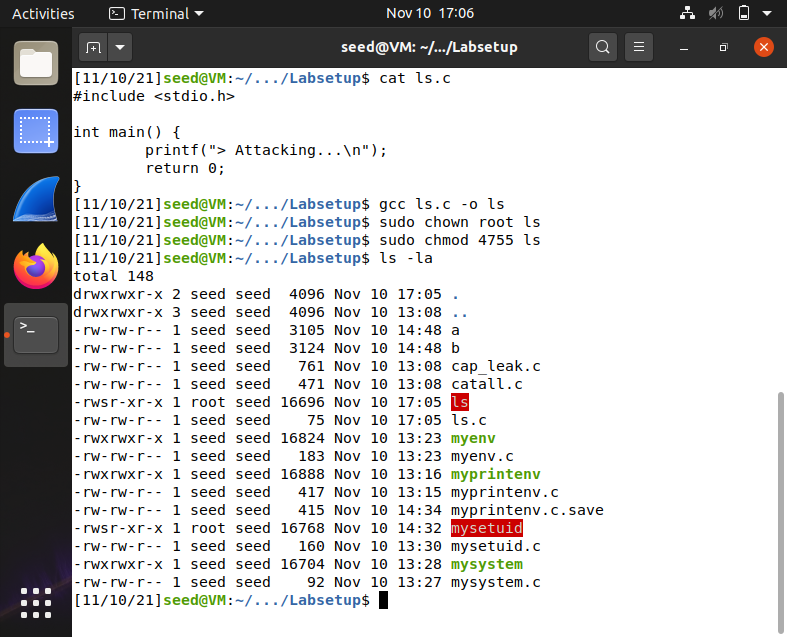 Activities Terminal Nov 10 17:06
seed@VM: ~/.../Labsetup
[11/10/21]seed@VM:~/.../Labsetup$ cat ls.c
#include <stdio.h>

int main() {
        printf("> Attacking...\n");
        return 0;
}
[11/10/21]seed@VM:~/.../Labsetup$ gcc ls.c -o ls
[11/10/21]seed@VM:~/.../Labsetup$ sudo chown root ls
[11/10/21]seed@VM:~/.../Labsetup$ sudo chmod 4755 ls
[11/10/21]seed@VM:~/.../Labsetup$ ls -la
total 148
drwxrwxr-x 2 seed seed  4096 Nov 10 17:05 .
drwxrwxr-x 3 seed seed  4096 Nov 10 13:08 ..
-rw-rw-r-- 1 seed seed  3105 Nov 10 14:48 a
-rw-rw-r-- 1 seed seed  3124 Nov 10 14:48 b
-rw-rw-r-- 1 seed seed   761 Nov 10 13:08 cap_leak.c
-rw-rw-r-- 1 seed seed   471 Nov 10 13:08 catall.c
-rwsr-xr-x 1 root seed 16696 Nov 10 17:05 ls
-rw-rw-r-- 1 seed seed    75 Nov 10 17:05 ls.c
-rwxrwxr-x 1 seed seed 16824 Nov 10 13:23 myenv
-rw-rw-r-- 1 seed seed   183 Nov 10 13:23 myenv.c
-rwxrwxr-x 1 seed seed 16888 Nov 10 13:16 myprintenv
-rw-rw-r-- 1 seed seed   417 Nov 10 13:15 myprintenv.c
-rw-rw-r-- 1 seed seed   415 Nov 10 14:34 myprintenv.c.save
-rwsr-xr-x 1 root seed 16768 Nov 10 14:32 mysetuid
-rw-rw-r-- 1 seed seed   160 Nov 10 13:30 mysetuid.c
-rwxrwxr-x 1 seed seed 16704 Nov 10 13:28 mysystem
-rw-rw-r-- 1 seed seed    92 Nov 10 13:27 mysystem.c
[11/10/21]seed@VM:~/.../Labsetup$